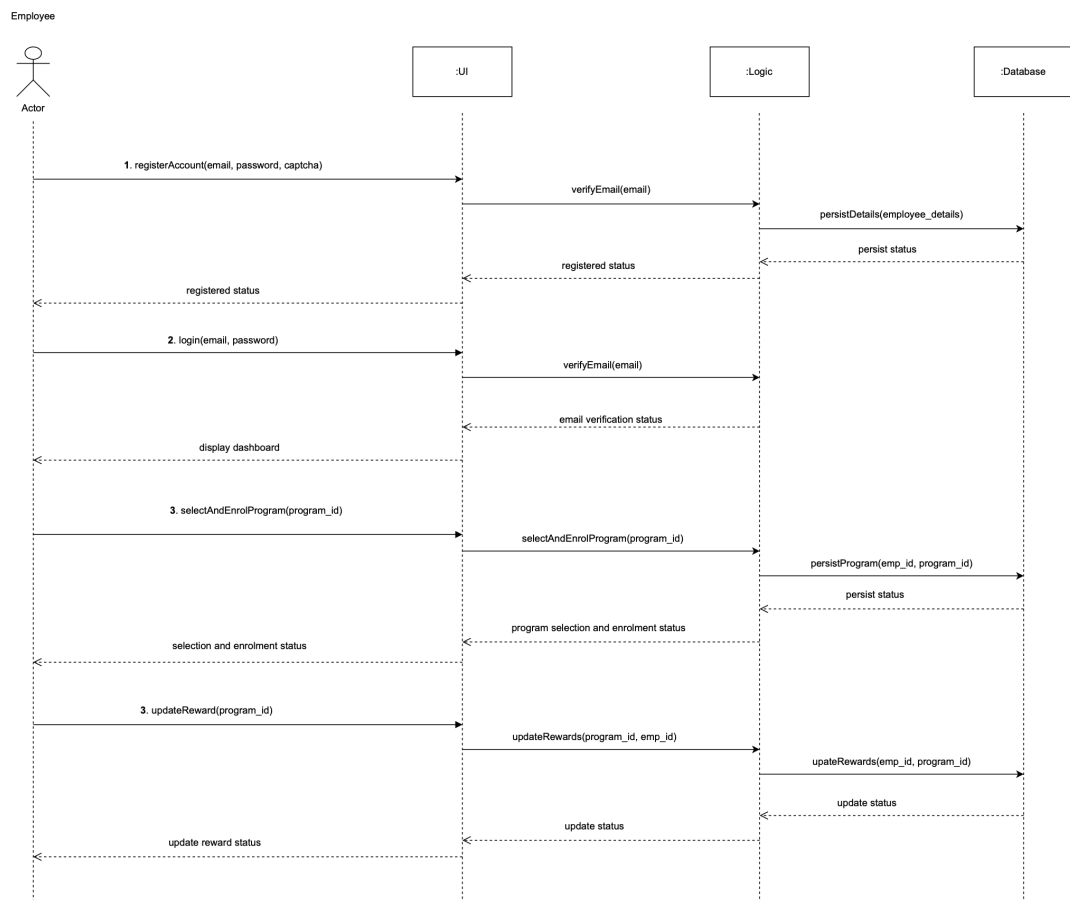 Employee
:UI
:Logic
:Database
Actor
1. registerAccount(email, password, captcha)
verifyEmail(email)
persistDetails(employee_details)
persist status
registered status
registered status
2. login(email, password)
verifyEmail(email)
email verification status
display dashboard
3. selectAndEnrolProgram(program_id)
selectAndEnrolProgram(program_id)
persistProgram(emp_id, program_id)
persist status
program selection and enrolment status
selection and enrolment status
3. updateReward(program_id)
updateRewards(program_id, emp_id)
upateRewards(emp_id, program_id)
update status
update status
update reward status